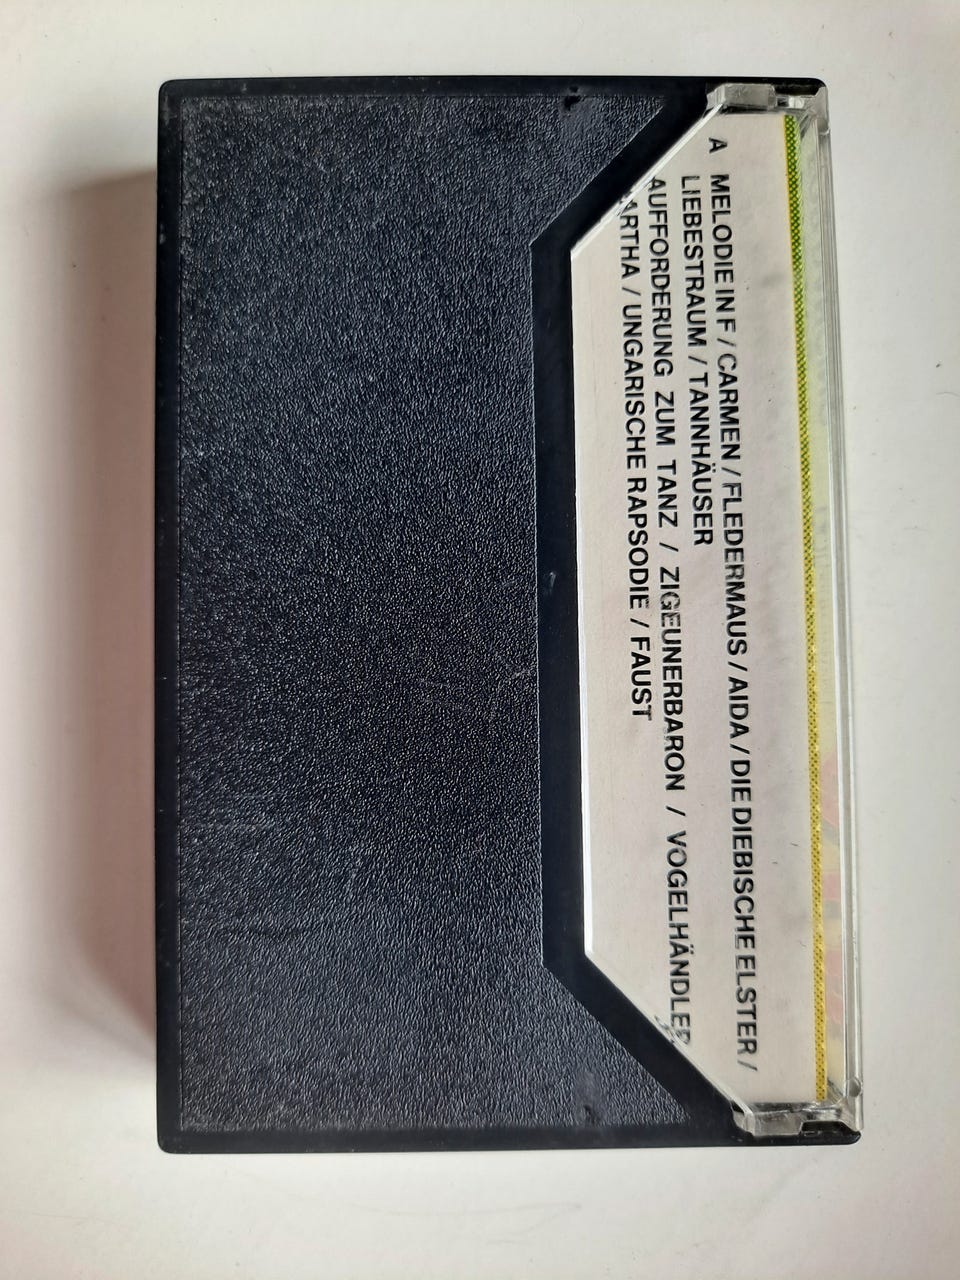 A MELODIE IN F / CARMEN / FLEDERMAUS / AIDA / DIE DIEBISCHE ELSTER /
LIEBESTRAUM / TANNHÄUSER
AUFFORDERUNG ZUM TANZ / ZIGEUNERBARON / VOGELHÄNDLER
/ UNGARISCHE RAPSODIE / FAUST